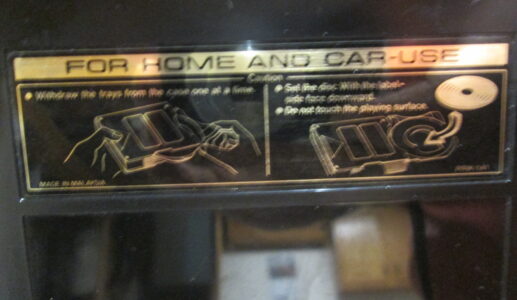 FOR HOME AND CAR-USE
Caution
● Withdraw the trays from the case one at a time.
● Set the disc with the label-
side face downward.
● Do not touch the playing surface.
MADE IN MALAYSIA